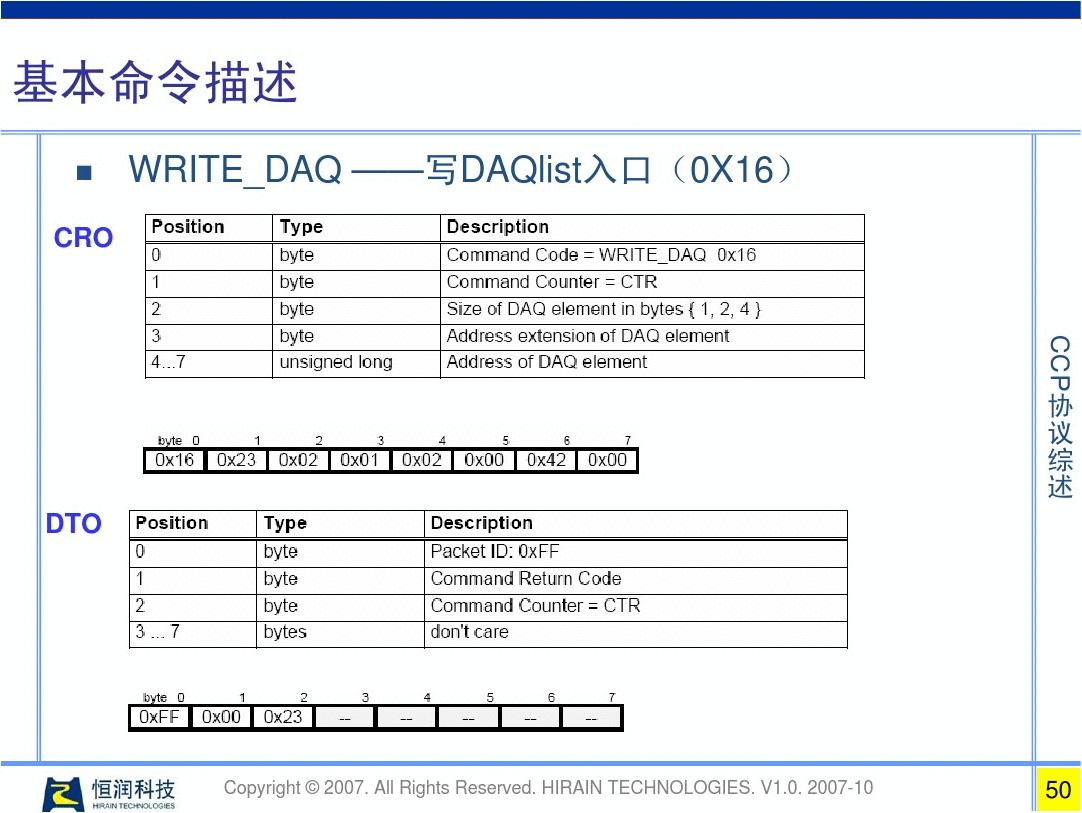 基本命令描述
■ WRITE_DAQ ——写DAQlist入口（0X16）
CRO
Position Type Description
0 byte Command Code = WRITE_DAQ 0x16
1 byte Command Counter = CTR
2 byte Size of DAQ element in bytes { 1, 2, 4 }
3 byte Address extension of DAQ element
4...7 unsigned long Address of DAQ element
byte 0 1 2 3 4 5 6 7
0x16 0x23 0x02 0x01 0x02 0x00 0x42 0x00
DTO
Position Type Description
0 byte Packet ID: 0xFF
1 byte Command Return Code
2 byte Command Counter = CTR
3 ... 7 bytes don't care
byte 0 1 2 3 4 5 6 7
0xFF 0x00 0x23 -- -- -- -- --
CCP协议综述
恒润科技
HIRAIN TECHNOLOGIES
Copyright © 2007. All Rights Reserved. HIRAIN TECHNOLOGIES. V1.0. 2007-10
50